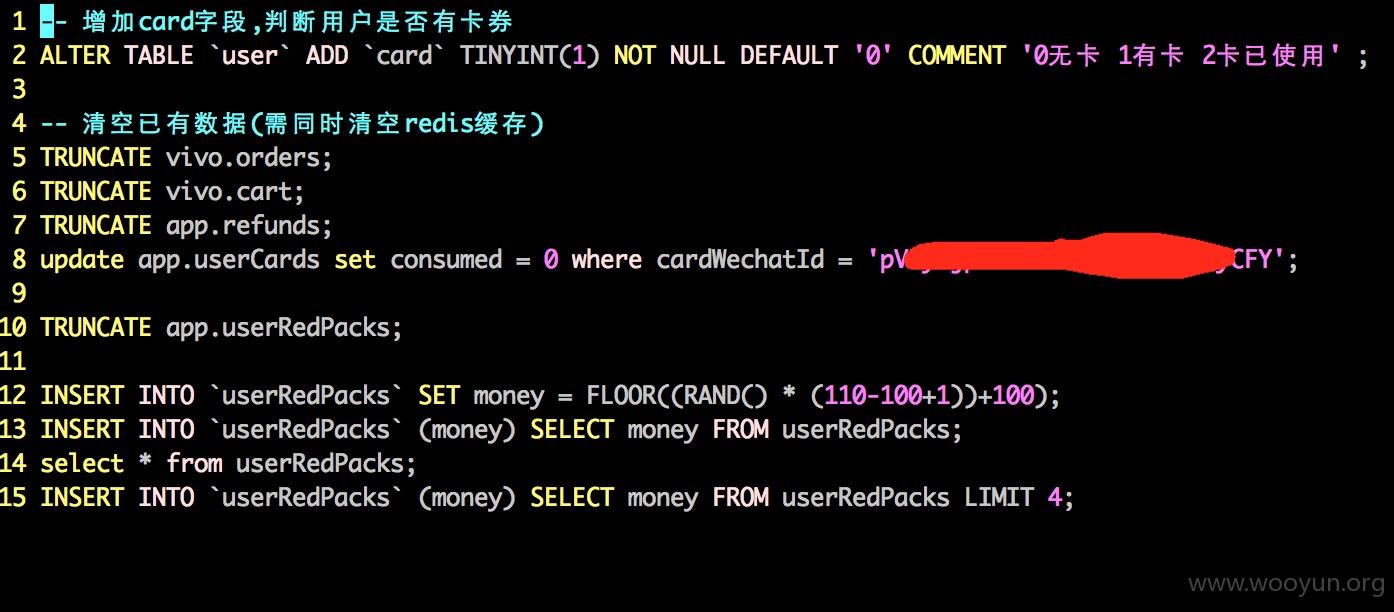 1 -- 增加card字段,判断用户是否有卡券
2 ALTER TABLE `user` ADD `card` TINYINT(1) NOT NULL DEFAULT '0' COMMENT '0无卡 1有卡 2卡已使用' ;
3
4 -- 清空已有数据(需同时清空redis缓存)
5 TRUNCATE vivo.orders;
6 TRUNCATE vivo.cart;
7 TRUNCATE app.refunds;
8 update app.userCards set consumed = 0 where cardWechatId = 'pV CFY';
9
10 TRUNCATE app.userRedPacks;
11
12 INSERT INTO `userRedPacks` SET money = FLOOR((RAND() * (110-100+1))+100);
13 INSERT INTO `userRedPacks` (money) SELECT money FROM userRedPacks;
14 select * from userRedPacks;
15 INSERT INTO `userRedPacks` (money) SELECT money FROM userRedPacks LIMIT 4;
www.wooyun.org